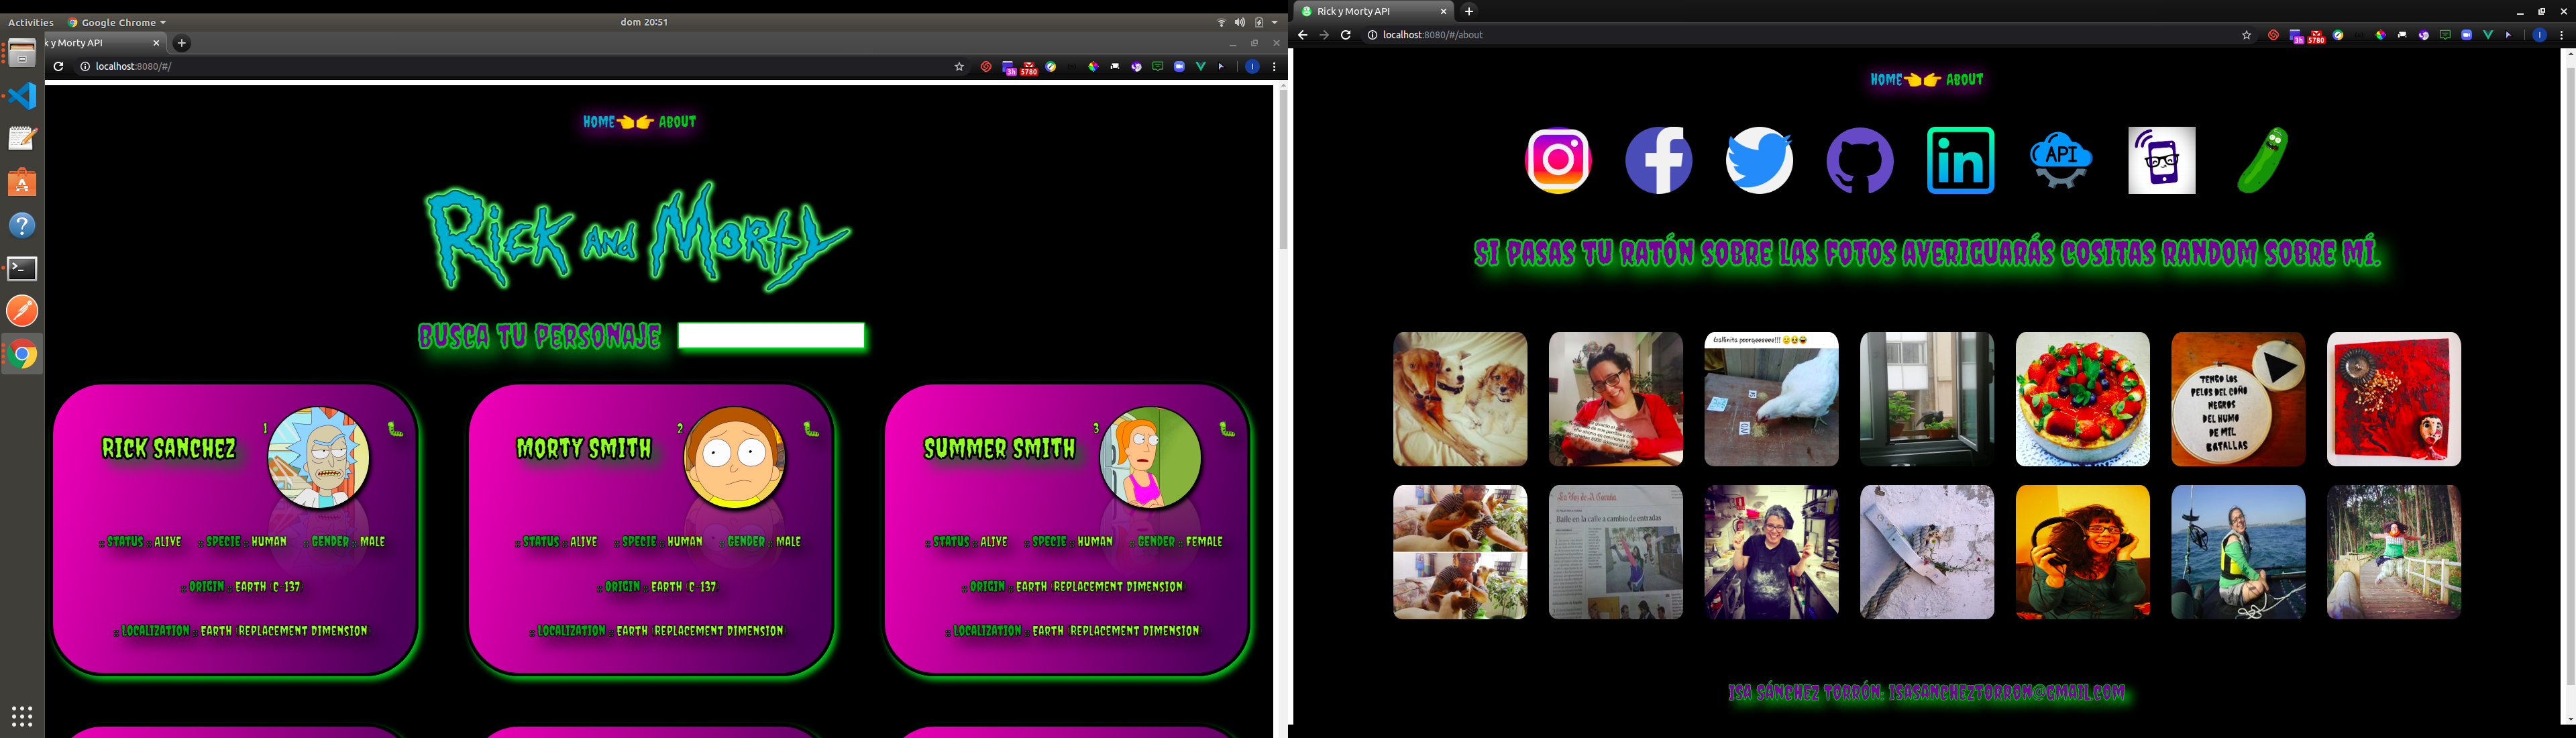 Activities Google Chrome dom 20:51
k y Morty API
localhost:8080/#/
3h 5780
HOME ABOUT
Rick AND Morty
BUSCA TU PERSONAJE
1
RICK SANCHEZ
:: STATUS :: ALIVE :: SPECIE :: HUMAN :: GENDER :: MALE
:: ORIGIN :: EARTH (C-137)
:: LOCALIZATION :: EARTH (REPLACEMENT DIMENSION)
2
MORTY SMITH
:: STATUS :: ALIVE :: SPECIE :: HUMAN :: GENDER :: MALE
:: ORIGIN :: EARTH (C-137)
:: LOCALIZATION :: EARTH (REPLACEMENT DIMENSION)
3
SUMMER SMITH
:: STATUS :: ALIVE :: SPECIE :: HUMAN :: GENDER :: FEMALE
:: ORIGIN :: EARTH (REPLACEMENT DIMENSION)
:: LOCALIZATION :: EARTH (REPLACEMENT DIMENSION)
Rick y Morty API
localhost:8080/#/about
3h 5780 I
HOME ABOUT
in
API
SI PASAS TU RATÓN SOBRE LAS FOTOS AVERIGUARÁS COSITAS RANDOM SOBRE MÍ.
TENGO LOS
PELOS DEL COÑO
NEGROS
DEL HUMO
DE MIL
BATALLAS
La Voz de A Coruña
Baile en la calle a cambio de entradas
ISA SÁNCHEZ TORRÓN: ISASANCHEZTORRON@GMAIL.COM